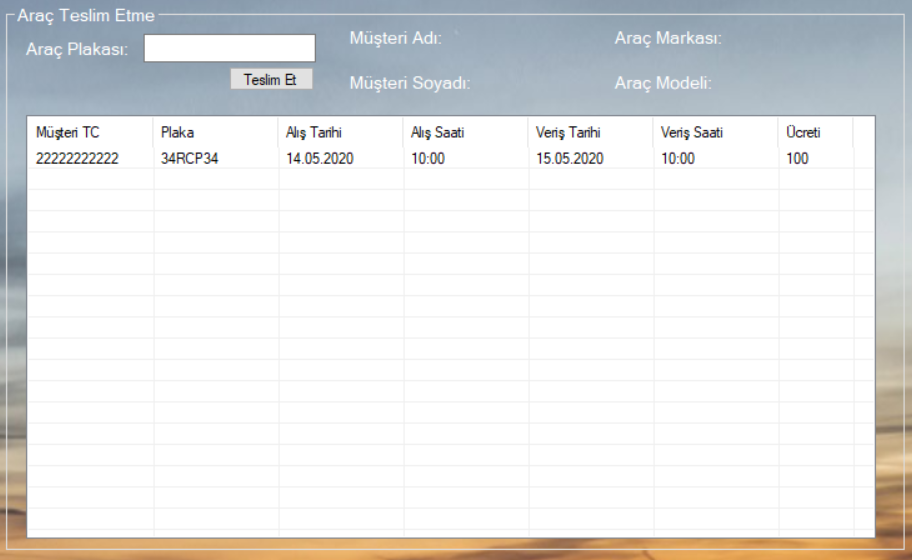 Araç Teslim Etme
Araç Plakası: Müşteri Adı: Araç Markası:
Teslim Et Müşteri Soyadı: Araç Modeli:
Müşteri TC Plaka Alış Tarihi Alış Saati Veriş Tarihi Veriş Saati Ücreti
22222222222 34RCP34 14.05.2020 10:00 15.05.2020 10:00 100